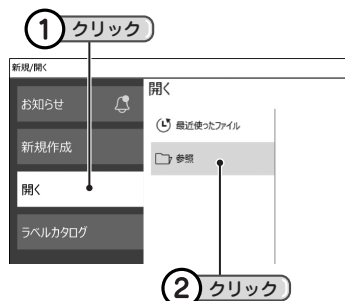 ① クリック
新規/開く
お知らせ
新規作成
開く
ラベルカタログ
開く
最近使ったファイル
参照
② クリック